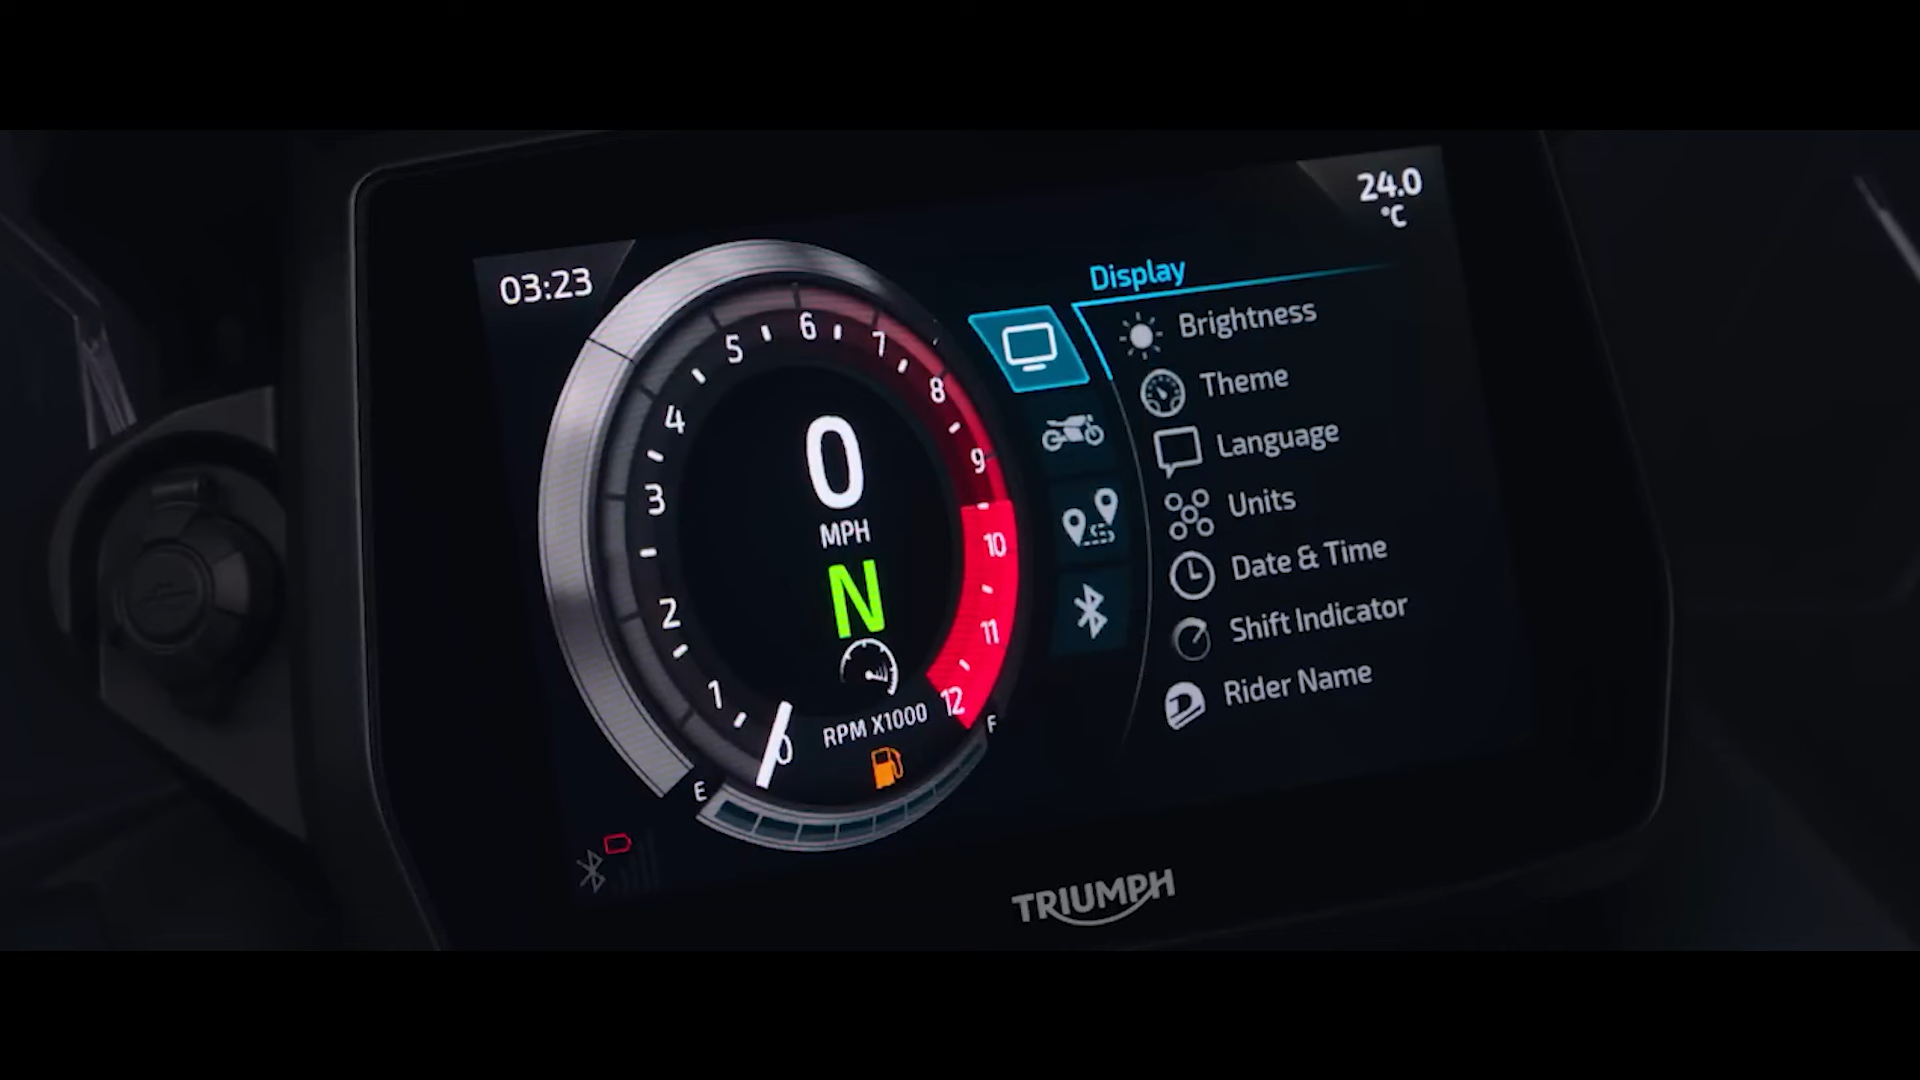 03:23
24.0
°C
Display
Brightness
Theme
Language
Units
Date & Time
Shift Indicator
Rider Name
0
1
2
3
4
5
6
7
8
9
10
11
12
0
MPH
N
RPM X1000
E
F
TRIUMPH